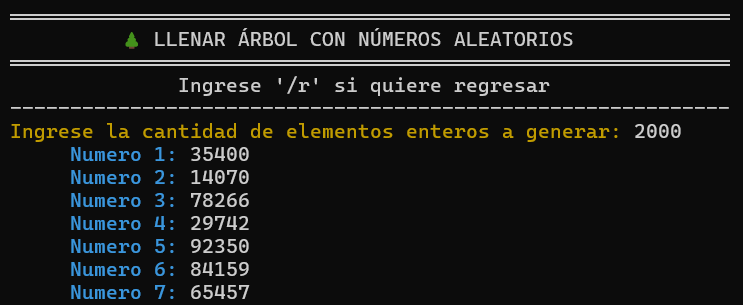 🌲 LLENAR ÁRBOL CON NÚMEROS ALEATORIOS
Ingrese '/r' si quiere regresar
Ingrese la cantidad de elementos enteros a generar: 2000
Numero 1: 35400
Numero 2: 14070
Numero 3: 78266
Numero 4: 29742
Numero 5: 92350
Numero 6: 84159
Numero 7: 65457